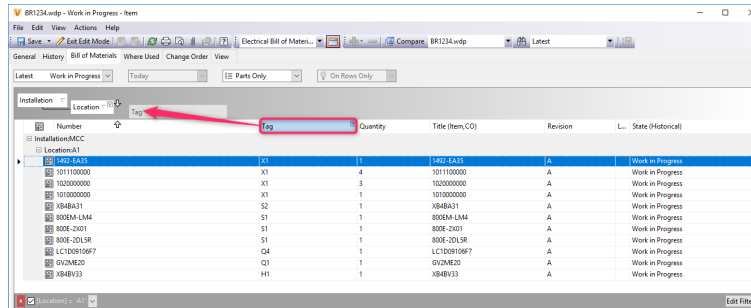 BR1234.wdp - Work in Progress - Item
File Edit View Actions Help
Save Exit Edit Mode Electrical Bill of Materi... Compare BR1234.wdp Latest
General History Bill of Materials Where Used Change Order View
Latest Work in Progress Today Parts Only On Rows Only
Installation
Location
Tag
Number Tag Quantity Title (Item,CO) Revision L... State (Historical)
Installation:MCC
Location:A1
1492-EA35 X1 1 1492-EA35 A Work in Progress
1011100000 X1 4 1011100000 A Work in Progress
1020000000 X1 3 1020000000 A Work in Progress
1010000000 X1 1 1010000000 A Work in Progress
XB4BA31 S2 1 XB4BA31 A Work in Progress
800EM-LM4 S1 1 800EM-LM4 A Work in Progress
800E-2X01 S1 1 800E-2X01 A Work in Progress
800E-2DL5R S1 1 800E-2DL5R A Work in Progress
LC1D09106F7 Q4 1 LC1D09106F7 A Work in Progress
GV2ME20 Q1 1 GV2ME20 A Work in Progress
XB4BV33 H1 1 XB4BV33 A Work in Progress
[Location] = 'A1' Edit Filte